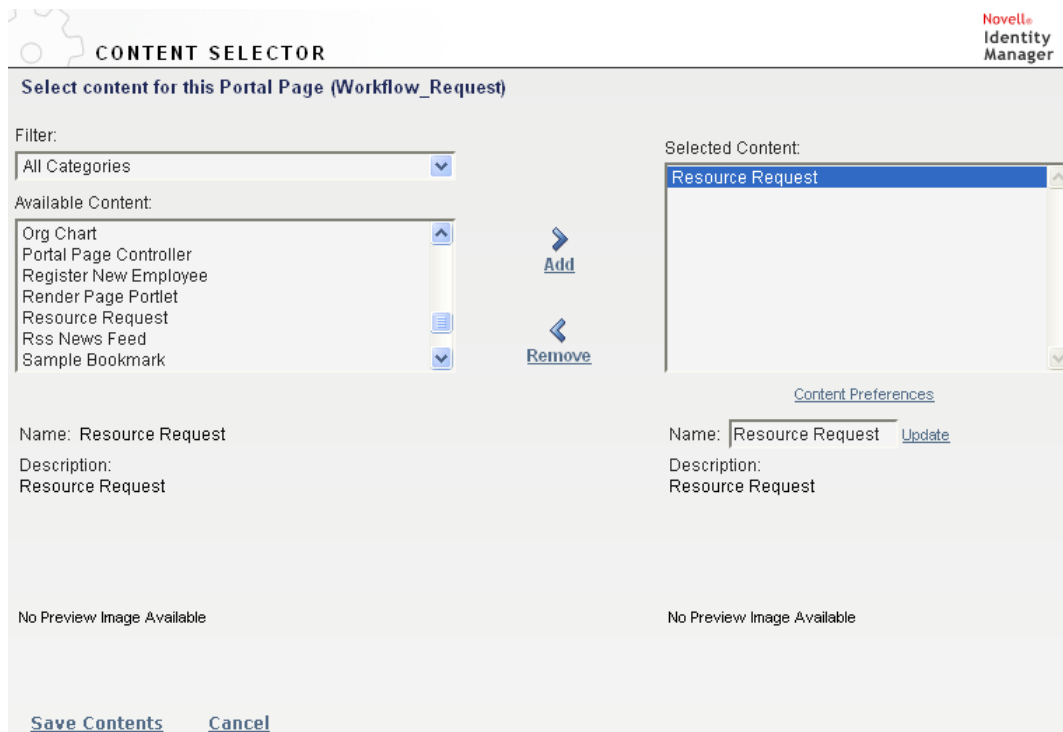 Novell®
Identity
Manager
CONTENT SELECTOR
Select content for this Portal Page (Workflow_Request)
Filter:
All Categories
Available Content:
Org Chart
Portal Page Controller
Register New Employee
Render Page Portlet
Resource Request
Rss News Feed
Sample Bookmark
Add
Remove
Selected Content:
Resource Request
Content Preferences
Name: Resource Request
Description:
Resource Request
Name: Resource Request Update
Description:
Resource Request
No Preview Image Available
No Preview Image Available
Save Contents Cancel